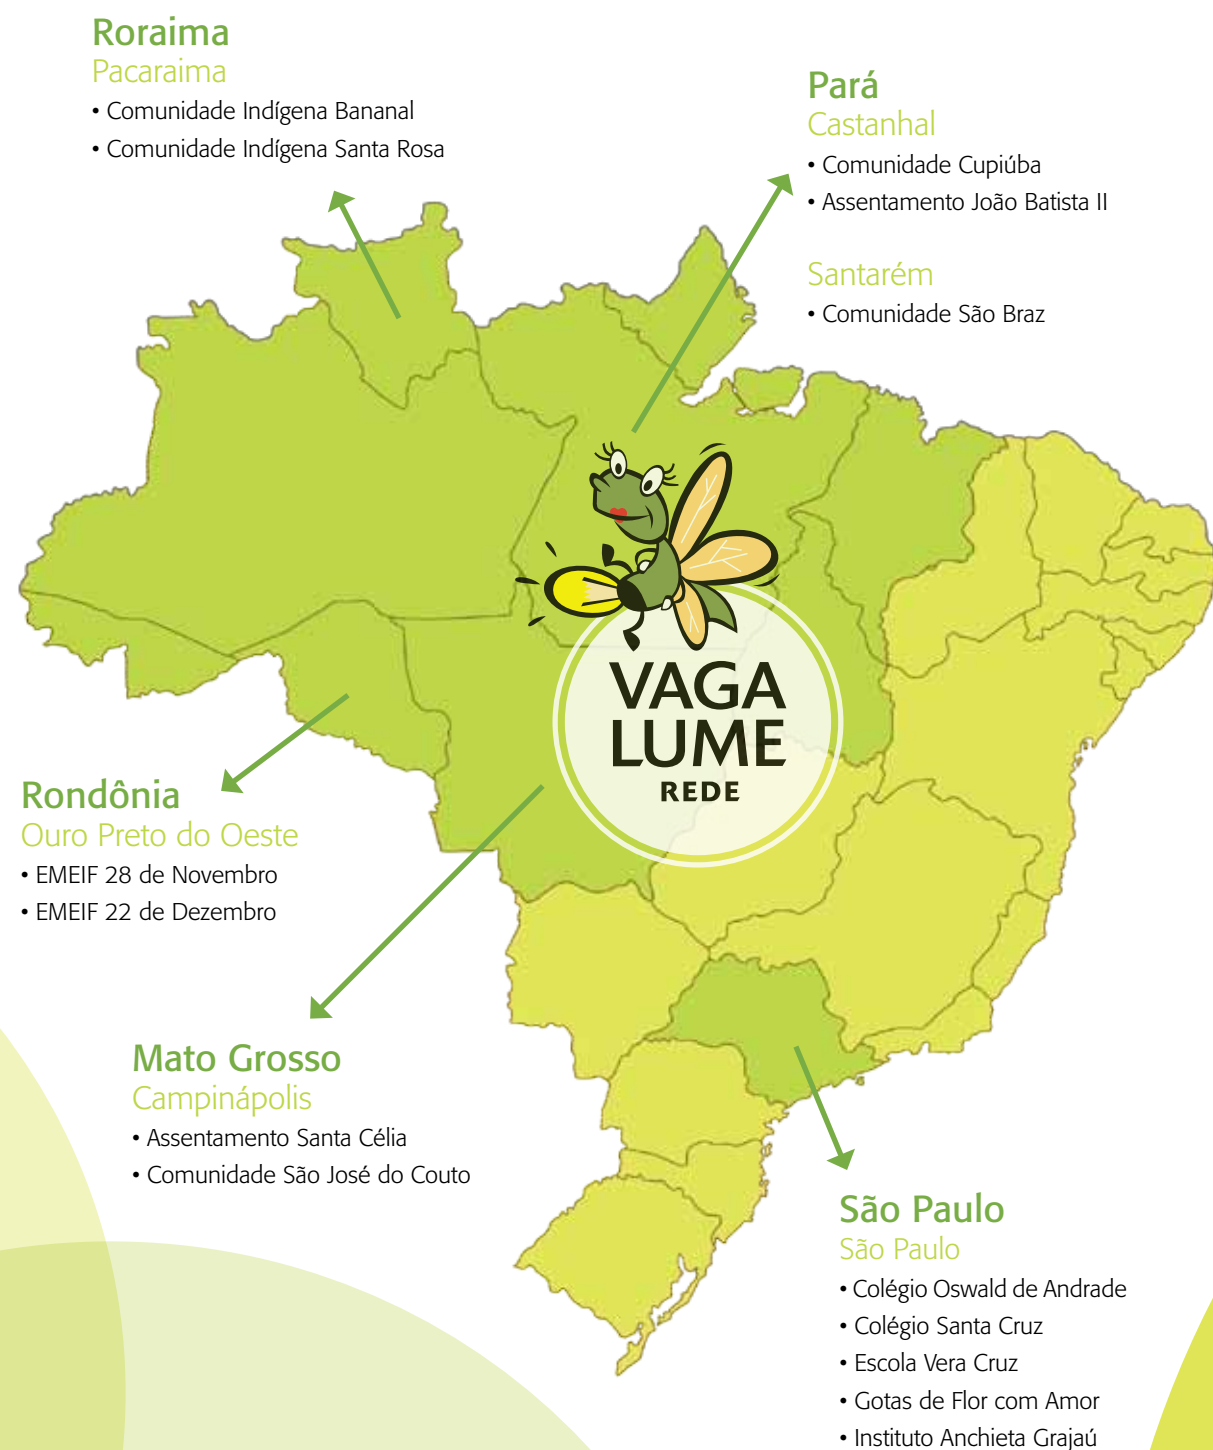 Roraima
Pacaraima
• Comunidade Indígena Bananal
• Comunidade Indígena Santa Rosa
Pará
Castanhal
• Comunidade Cupiúba
• Assentamento João Batista II
Santarém
• Comunidade São Braz
VAGA
LUME
REDE
Rondônia
Ouro Preto do Oeste
• EMEIF 28 de Novembro
• EMEIF 22 de Dezembro
Mato Grosso
Campinápolis
• Assentamento Santa Célia
• Comunidade São José do Couto
São Paulo
São Paulo
• Colégio Oswald de Andrade
• Colégio Santa Cruz
• Escola Vera Cruz
• Gotas de Flor com Amor
• Instituto Anchieta Grajaú